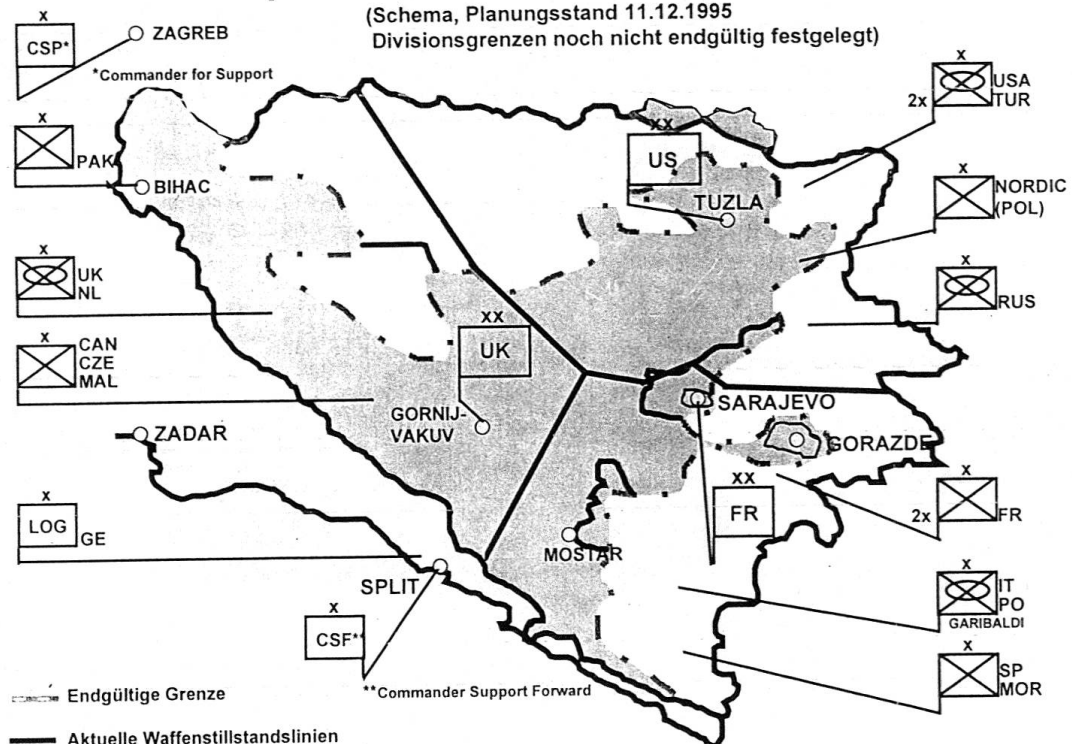 (Schema, Planungsstand 11.12.1995
Divisionsgrenzen noch nicht endgültig festgelegt)
X
CSP*
ZAGREB
*Commander for Support
X
PAK
BIHAC
X
UK
NL
X
CAN
CZE
MAL
ZADAR
X
LOG
GE
SPLIT
X
CSF**
**Commander Support Forward
XX
US
TUZLA
XX
UK
GORNIJ-
VAKUV
SARAJEVO
GORAZDE
XX
FR
MOSTAR
X
2x
USA
TUR
X
NORDIC
(POL)
X
RUS
X
2x
FR
X
IT
PO
GARIBALDI
X
SP
MOR
Endgültige Grenze
Aktuelle Waffenstillstandslinien